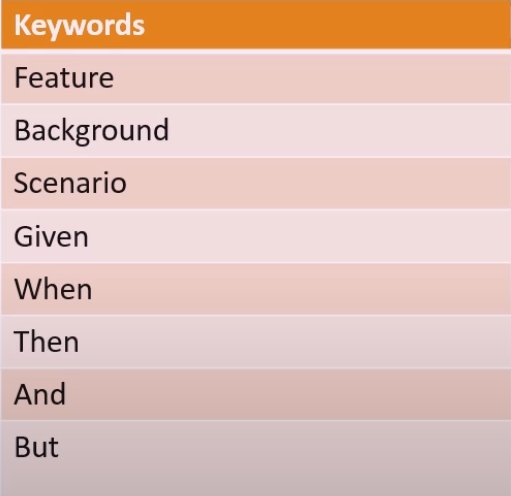 Keywords
Feature
Background
Scenario
Given
When
Then
And
But